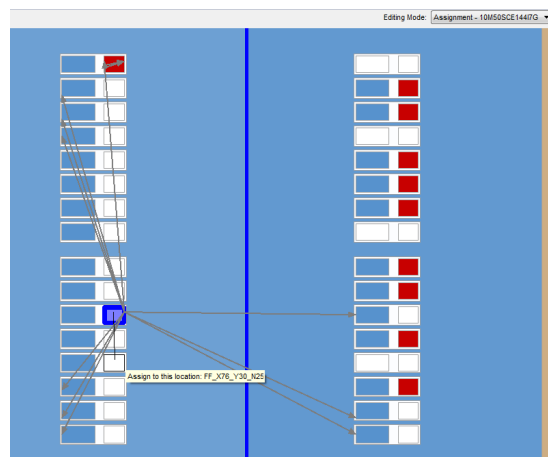 Editing Mode: Assignment - 10M50SCE144I7G
Assign to this location: FF_X76_Y30_N25